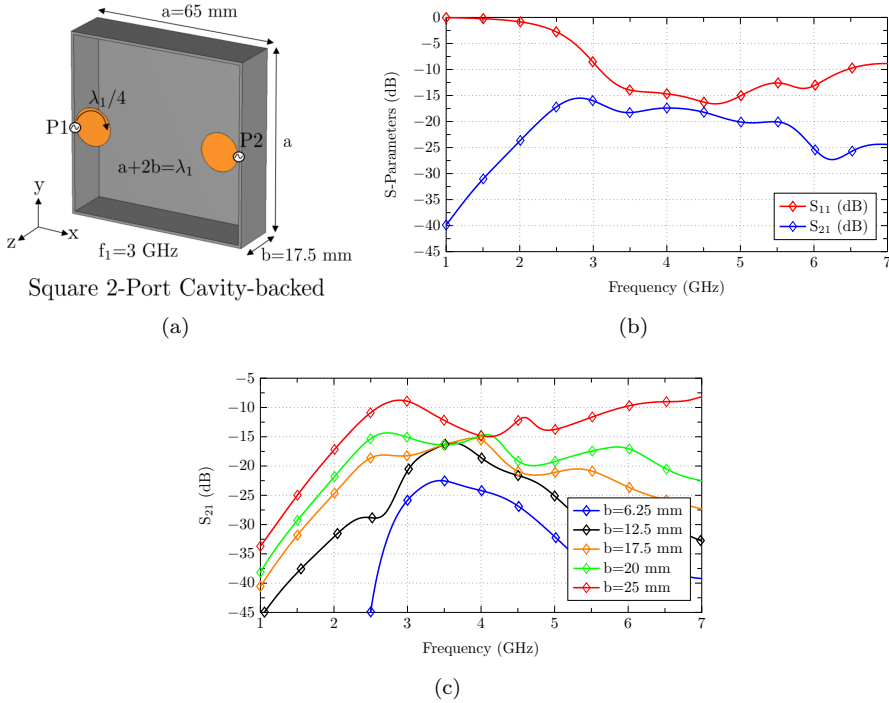 a=65 mm
λ₁/4
P1
P2
a
a+2b=λ₁
y
x
z
f₁=3 GHz
b=17.5 mm
Square 2-Port Cavity-backed
(a)
0
−5
−10
−15
−20
−25
−30
−35
−40
−45
S-Parameters (dB)
S₁₁ (dB)
S₂₁ (dB)
1 2 3 4 5 6 7
Frequency (GHz)
(b)
−5
−10
−15
−20
−25
−30
−35
−40
−45
S₂₁ (dB)
b=6.25 mm
b=12.5 mm
b=17.5 mm
b=20 mm
b=25 mm
1 2 3 4 5 6 7
Frequency (GHz)
(c)